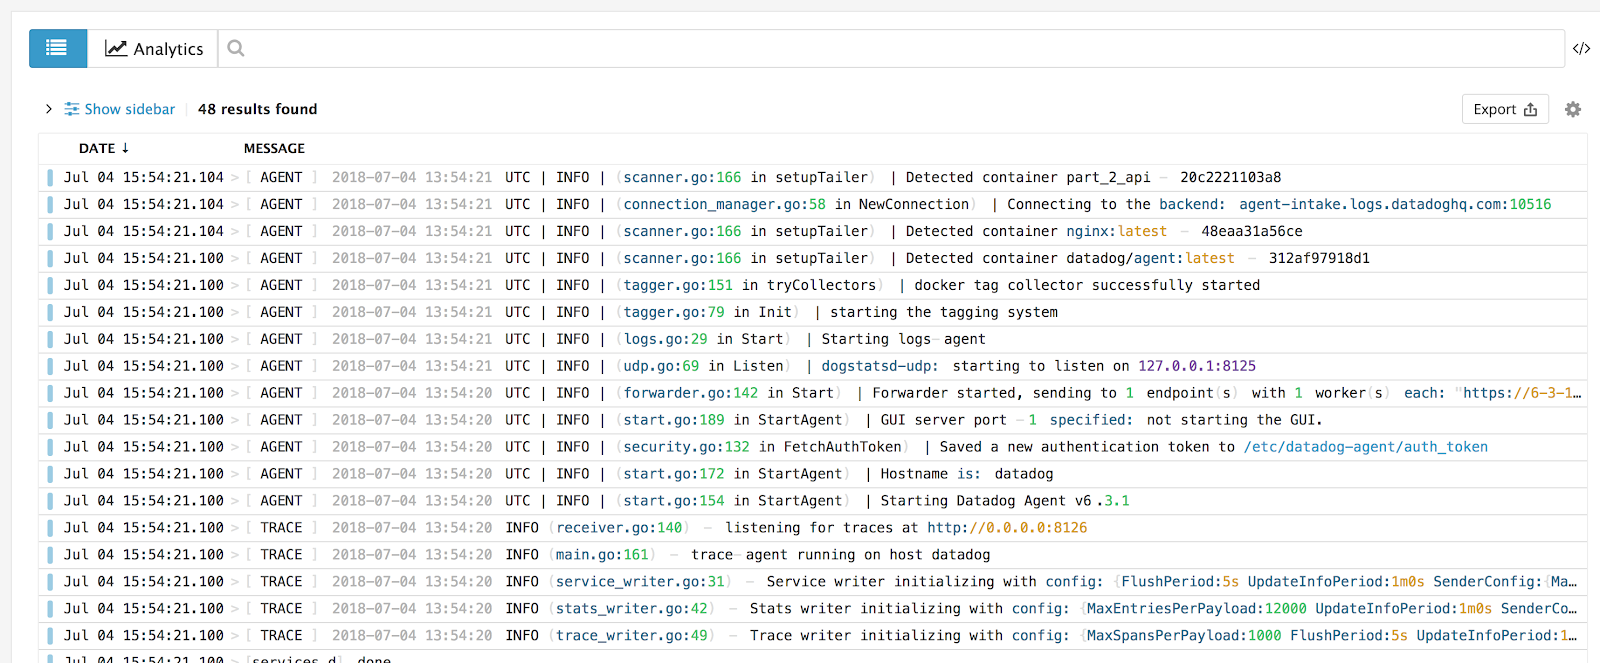 Analytics
</>
Show sidebar 48 results found Export
DATE ↓ MESSAGE
Jul 04 15:54:21.104 > [ AGENT ] 2018-07-04 13:54:21 UTC | INFO | (scanner.go:166 in setupTailer) | Detected container part_2_api – 20c2221103a8
Jul 04 15:54:21.104 > [ AGENT ] 2018-07-04 13:54:21 UTC | INFO | (connection_manager.go:58 in NewConnection) | Connecting to the backend: agent-intake.logs.datadoghq.com:10516
Jul 04 15:54:21.104 > [ AGENT ] 2018-07-04 13:54:21 UTC | INFO | (scanner.go:166 in setupTailer) | Detected container nginx:latest – 48eaa31a56ce
Jul 04 15:54:21.104 > [ AGENT ] 2018-07-04 13:54:21 UTC | INFO | (scanner.go:166 in setupTailer) | Detected container datadog/agent:latest – 312af97918d1
Jul 04 15:54:21.100 > [ AGENT ] 2018-07-04 13:54:21 UTC | INFO | (tagger.go:151 in tryCollectors) | docker tag collector successfully started
Jul 04 15:54:21.100 > [ AGENT ] 2018-07-04 13:54:21 UTC | INFO | (tagger.go:79 in Init) | starting the tagging system
Jul 04 15:54:21.100 > [ AGENT ] 2018-07-04 13:54:21 UTC | INFO | (logs.go:29 in Start) | Starting logs-agent
Jul 04 15:54:21.100 > [ AGENT ] 2018-07-04 13:54:21 UTC | INFO | (udp.go:69 in Listen) | dogstatsd-udp: starting to listen on 127.0.0.1:8125
Jul 04 15:54:21.100 > [ AGENT ] 2018-07-04 13:54:20 UTC | INFO | (forwarder.go:142 in Start) | Forwarder started, sending to 1 endpoint(s) with 1 worker(s) each: "https://6-3-1…
Jul 04 15:54:21.100 > [ AGENT ] 2018-07-04 13:54:20 UTC | INFO | (start.go:189 in StartAgent) | GUI server port -1 specified: not starting the GUI.
Jul 04 15:54:21.100 > [ AGENT ] 2018-07-04 13:54:20 UTC | INFO | (security.go:132 in FetchAuthToken) | Saved a new authentication token to /etc/datadog-agent/auth_token
Jul 04 15:54:21.100 > [ AGENT ] 2018-07-04 13:54:20 UTC | INFO | (start.go:172 in StartAgent) | Hostname is: datadog
Jul 04 15:54:21.100 > [ AGENT ] 2018-07-04 13:54:20 UTC | INFO | (start.go:154 in StartAgent) | Starting Datadog Agent v6.3.1
Jul 04 15:54:21.100 > [ TRACE ] 2018-07-04 13:54:20 INFO (receiver.go:140) – listening for traces at http://0.0.0.0:8126
Jul 04 15:54:21.100 > [ TRACE ] 2018-07-04 13:54:20 INFO (main.go:161) – trace-agent running on host datadog
Jul 04 15:54:21.100 > [ TRACE ] 2018-07-04 13:54:20 INFO (service_writer.go:31) – Service writer initializing with config: {FlushPeriod:5s UpdateInfoPeriod:1m0s SenderConfig:{Ma…
Jul 04 15:54:21.100 > [ TRACE ] 2018-07-04 13:54:20 INFO (stats_writer.go:42) – Stats writer initializing with config: {MaxEntriesPerPayload:12000 UpdateInfoPeriod:1m0s SenderCo…
Jul 04 15:54:21.100 > [ TRACE ] 2018-07-04 13:54:20 INFO (trace_writer.go:49) – Trace writer initializing with config: {MaxSpansPerPayload:1000 FlushPeriod:5s UpdateInfoPeriod:1…
Jul 04 15:54:21.100 > [services.d] done